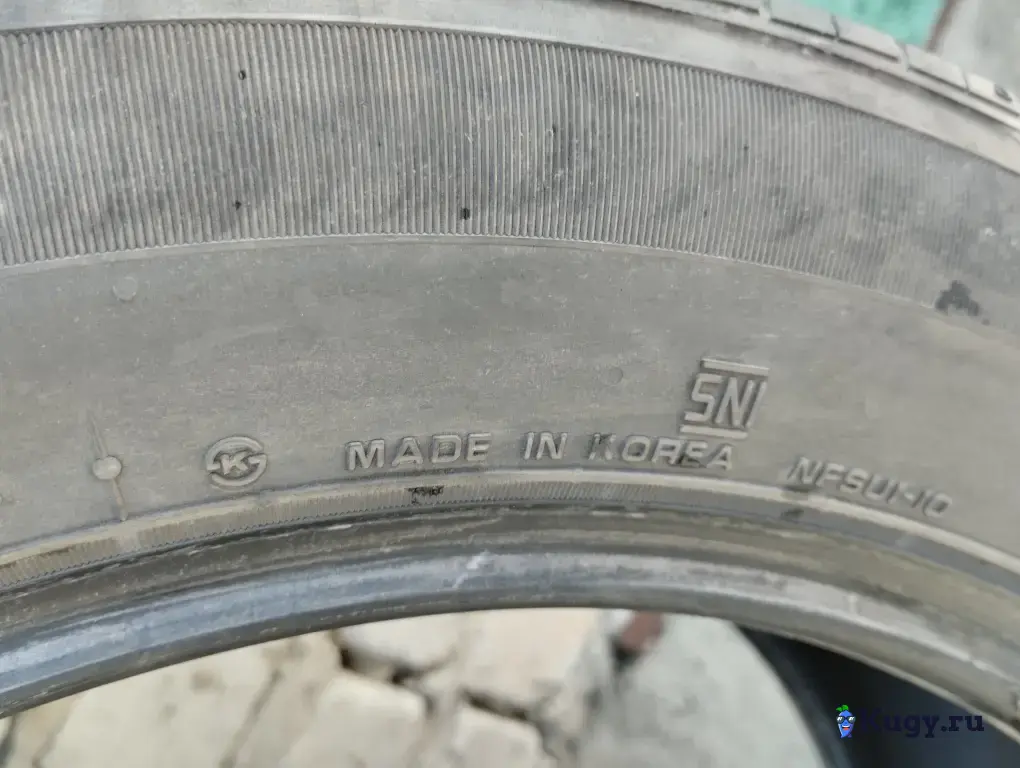 SNI
K
MADE IN KOREA
NFSU1-10
Kugy.ru